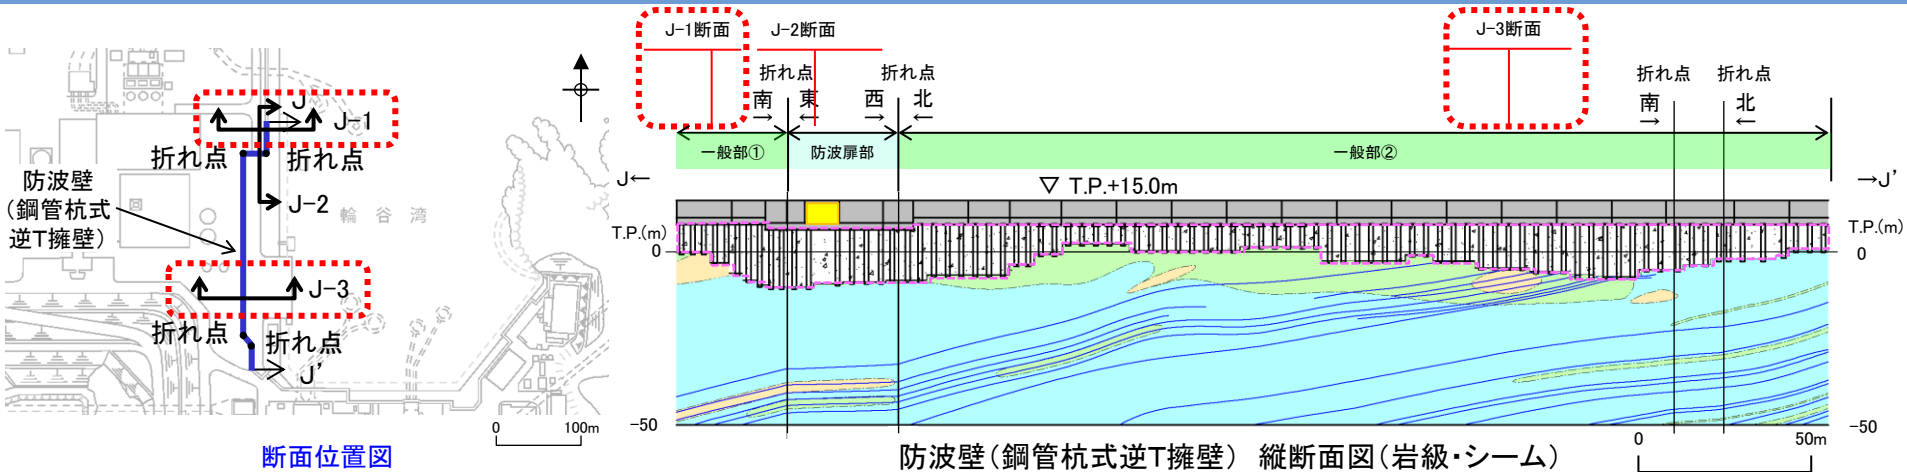 J
J-1
折れ点
折れ点
防波壁
(鋼管杭式
逆T擁壁)
J-2
輪谷湾
J-3
折れ点
折れ点
J'
0 100m
断面位置図
J-1断面
J-2断面
J-3断面
折れ点
折れ点
折れ点
折れ点
南→
東←
西→
北←
南→
北←
一般部①
防波扉部
一般部②
J←
▽ T.P.+15.0m
→J'
T.P.(m)
T.P.(m)
0
0
-50
-50
0 50m
防波壁(鋼管杭式逆T擁壁) 縦断面図(岩級・シーム)